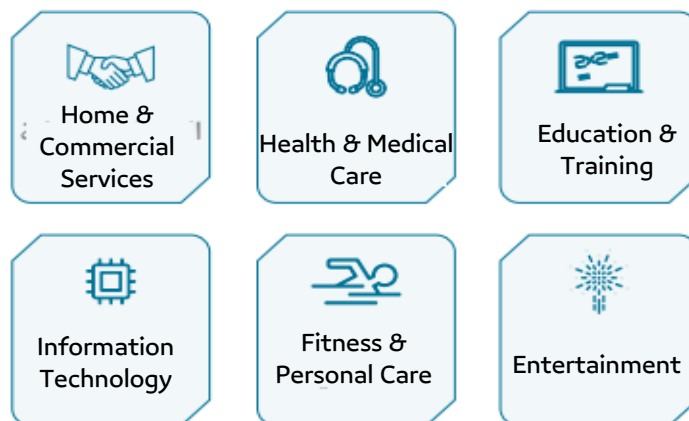 Home &
Commercial
Services
Health & Medical
Care
Education &
Training
Information
Technology
Fitness &
Personal Care
Entertainment